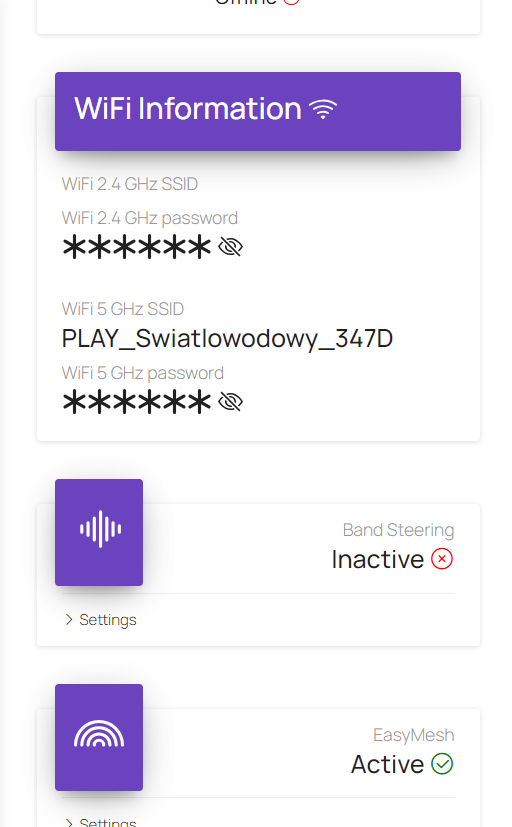 Offline
WiFi Information
WiFi 2.4 GHz SSID
WiFi 2.4 GHz password
******
WiFi 5 GHz SSID
PLAY_Swiatlowodowy_347D
WiFi 5 GHz password
******
Band Steering
Inactive
Settings
EasyMesh
Active
Settings